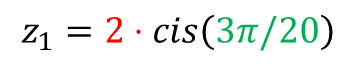 z₁ = 2 · cis(3π/20)